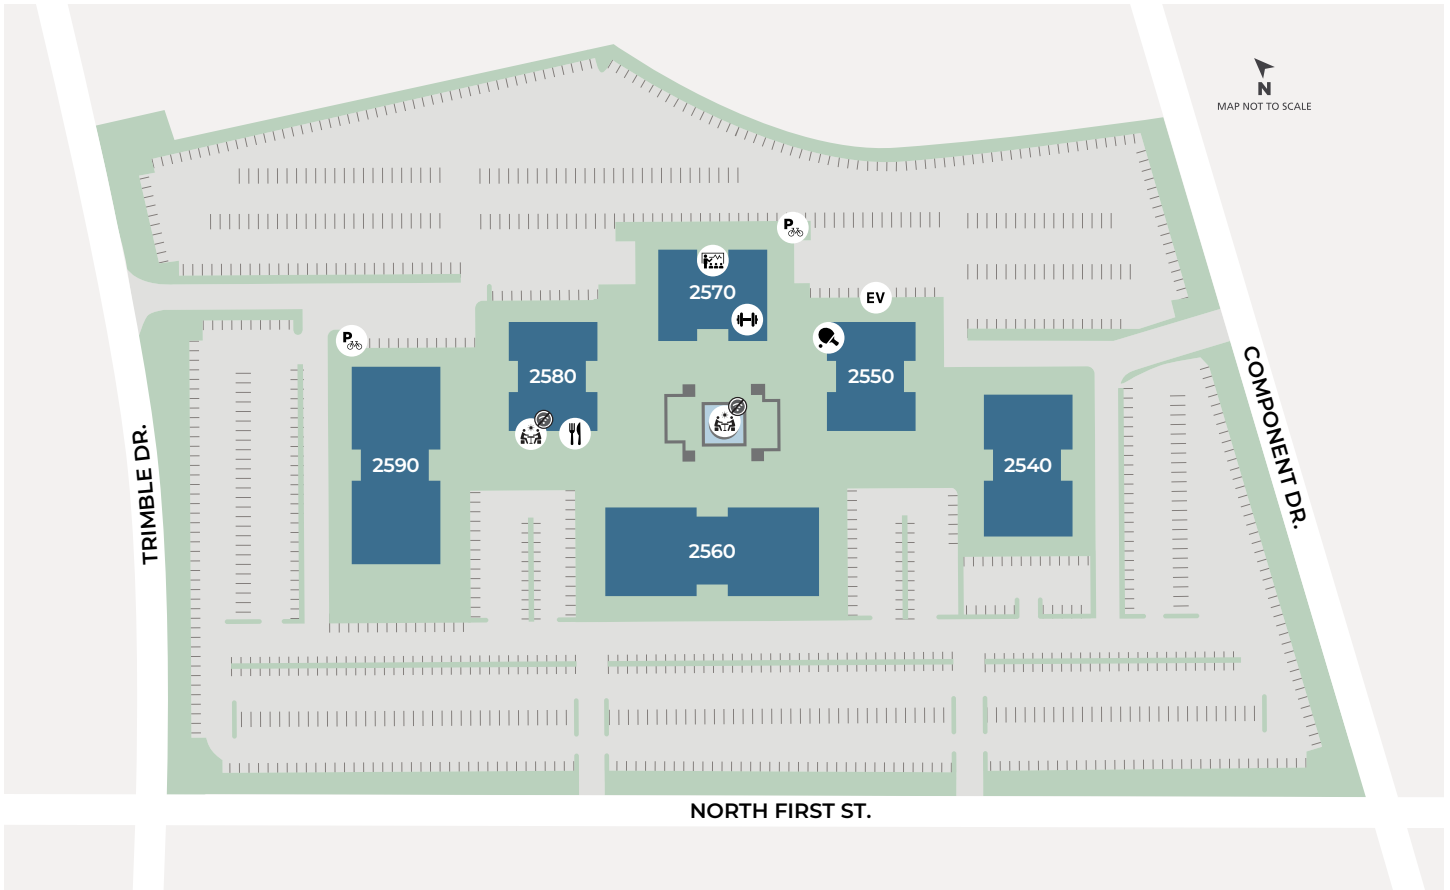 N
MAP NOT TO SCALE
P
EV
2570
P
2580
2550
2590
2540
2560
TRIMBLE DR.
COMPONENT DR.
NORTH FIRST ST.